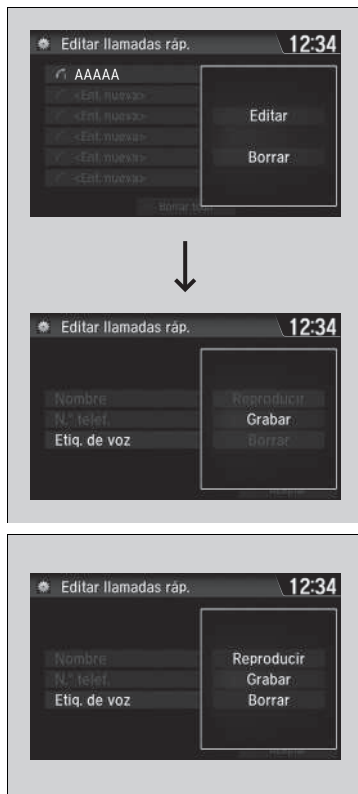 Editar llamadas ráp. 12:34
AAAAA
<Ent. nueva>
<Ent. nueva>
<Ent. nueva>
<Ent. nueva>
<Ent. nueva>
Editar
Borrar
Borrar todo
Editar llamadas ráp. 12:34
Nombre
N.° teléf.
Etiq. de voz
Reproducir
Grabar
Borrar
Editar llamadas ráp. 12:34
Nombre
N.° teléf.
Etiq. de voz
Reproducir
Grabar
Borrar